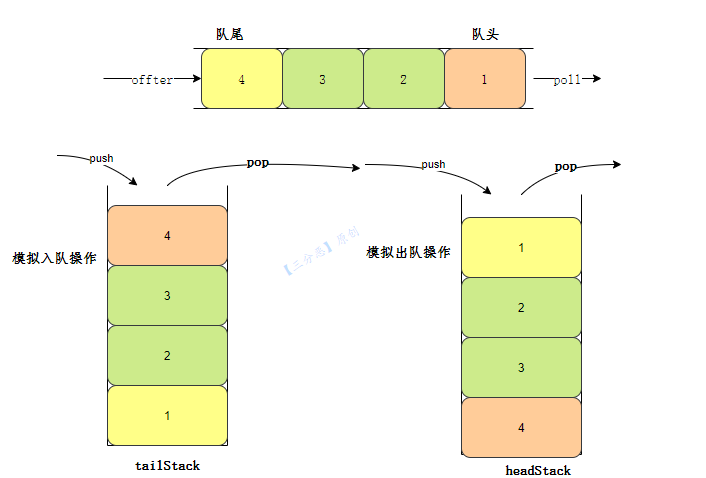 队尾
队头
offter
4
3
2
1
poll
push
pop
push
pop
模拟入队操作
4
3
2
1
tailStack
【三分恶】原创
模拟出队操作
1
2
3
4
headStack